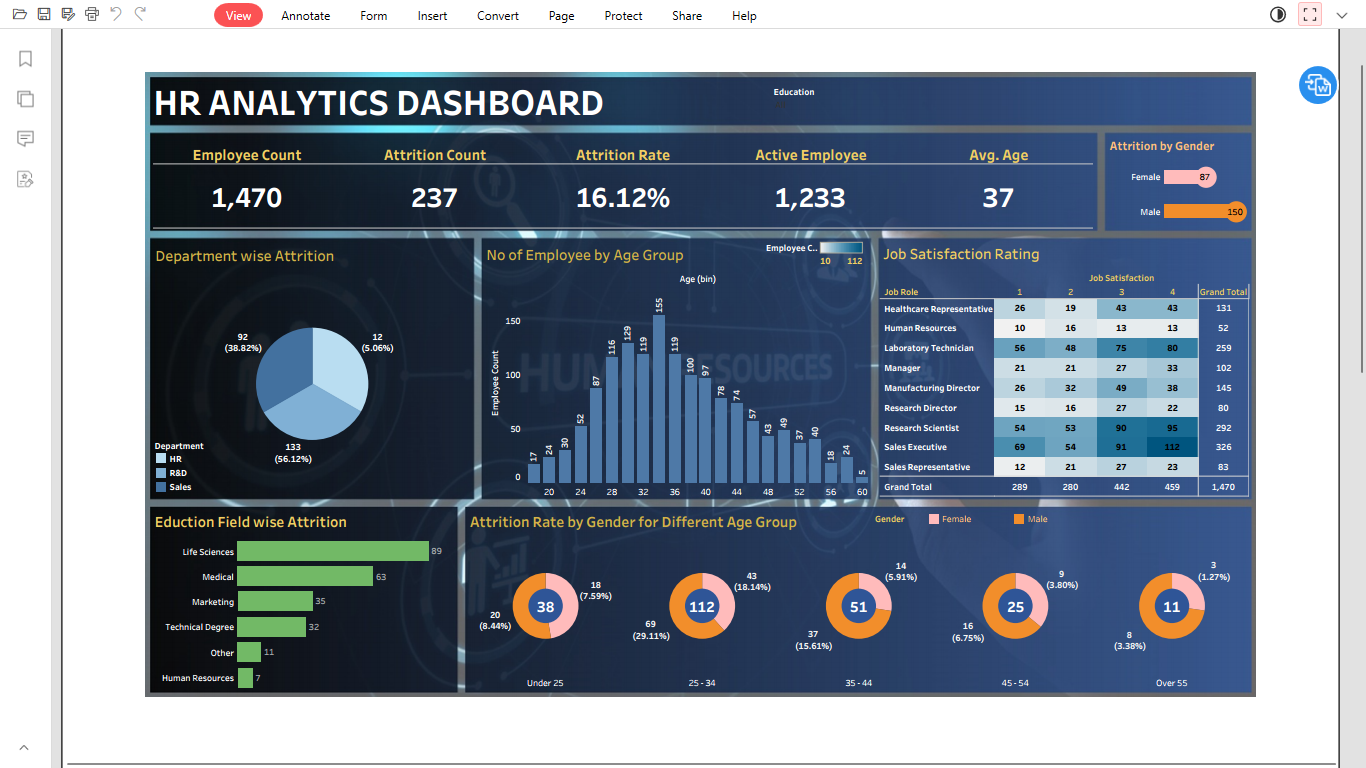 View Annotate Form Insert Convert Page Protect Share Help
HR ANALYTICS DASHBOARD
Education
Employee Count Attrition Count Attrition Rate Active Employee Avg. Age
1,470 237 16.12% 1,233 37
Attrition by Gender
Female 87
Male 150
Department wise Attrition
92
(38.82%)
12
(5.06%)
133
(56.12%)
Department
HR
R&D
Sales
No of Employee by Age Group
Employee C..
10 112
Age (bin)
Employee Count
150
100
50
0
17 24 30 52 87 116 129 119 155 119 100 97 78 74 57 43 49 37 40 18 24 5
20 24 28 32 36 40 44 48 52 56 60
HUMAN RESOURCES
Job Satisfaction Rating
Job Satisfaction
Job Role 1 2 3 4 Grand Total
Healthcare Representative 26 19 43 43 131
Human Resources 10 16 13 13 52
Laboratory Technician 56 48 75 80 259
Manager 21 21 27 33 102
Manufacturing Director 26 32 49 38 145
Research Director 15 16 27 22 80
Research Scientist 54 53 90 95 292
Sales Executive 69 54 91 112 326
Sales Representative 12 21 27 23 83
Grand Total 289 280 442 459 1,470
Eduction Field wise Attrition
Life Sciences 89
Medical 63
Marketing 35
Technical Degree 32
Other 11
Human Resources 7
Attrition Rate by Gender for Different Age Group
Gender Female Male
18
(7.59%)
20
(8.44%)
38
Under 25
43
(18.14%)
69
(29.11%)
112
25 - 34
14
(5.91%)
37
(15.61%)
51
35 - 44
9
(3.80%)
16
(6.75%)
25
45 - 54
3
(1.27%)
8
(3.38%)
11
Over 55